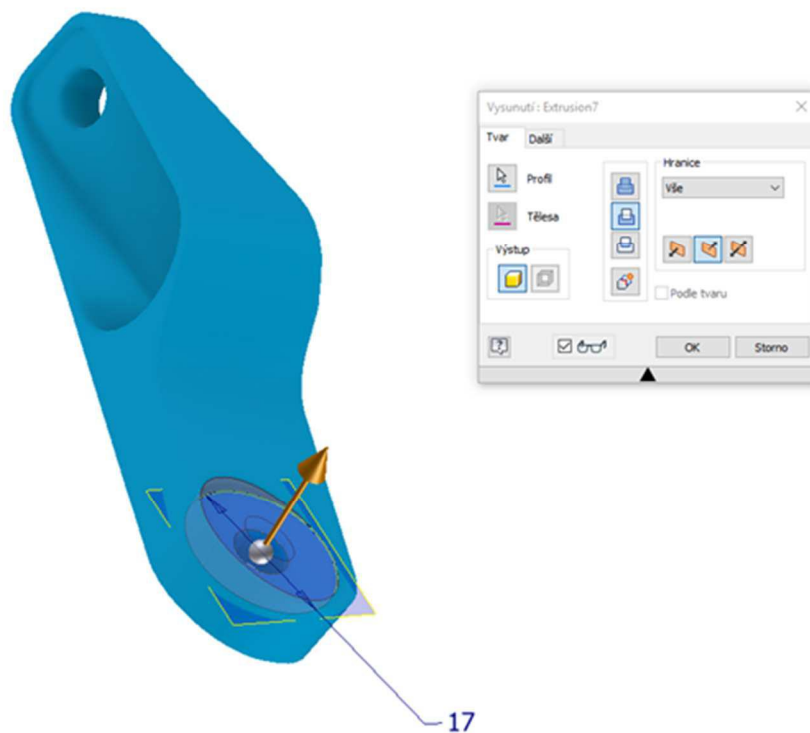 Vysunutí : Extrusion7
Tvar Další
Profil
Tělesa
Výstup
Hranice
Vše
Podle tvaru
OK Storno
17